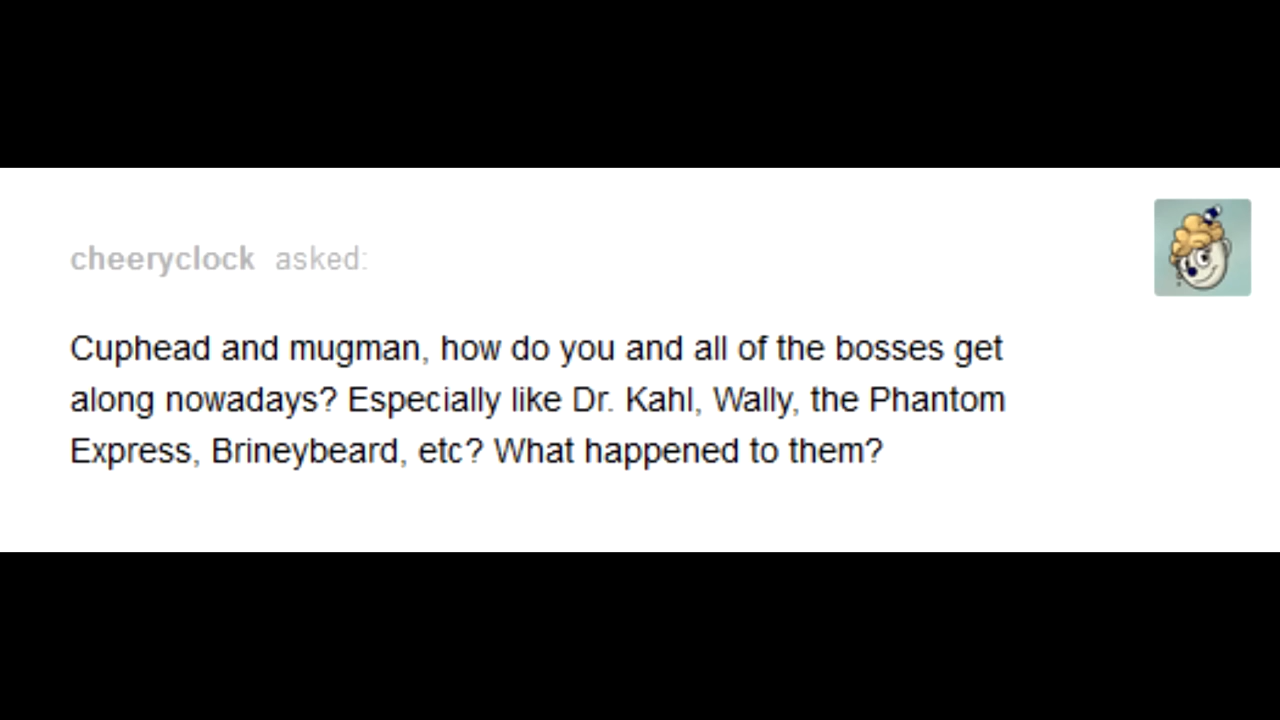 cheeryclock asked:
Cuphead and mugman, how do you and all of the bosses get
along nowadays? Especially like Dr. Kahl, Wally, the Phantom
Express, Brineybeard, etc? What happened to them?